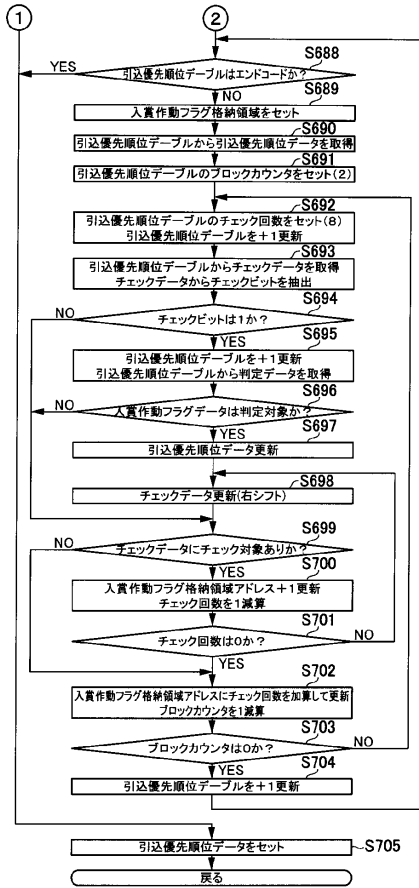 ①
②
S688
YES
引込優先順位テーブルはエンドコードか?
NO
S689
入賞作動フラグ格納領域をセット
S690
引込優先順位テーブルから引込優先順位データを取得
S691
引込優先順位テーブルのブロックカウンタをセット(2)
S692
引込優先順位テーブルのチェック回数をセット(8)
引込優先順位テーブルを+1更新
S693
引込優先順位テーブルからチェックデータを取得
チェックデータからチェックビットを抽出
S694
NO
チェックビットは1か?
YES
S695
引込優先順位テーブルを+1更新
引込優先順位テーブルから判定データを取得
S696
NO
入賞作動フラグデータは判定対象か?
YES
S697
引込優先順位データ更新
S698
チェックデータ更新(右シフト)
S699
NO
チェックデータにチェック対象ありか?
YES
S700
入賞作動フラグ格納領域アドレス+1更新
チェック回数を1減算
S701
チェック回数は0か?
NO
YES
S702
入賞作動フラグ格納領域アドレスにチェック回数を加算して更新
ブロックカウンタを1減算
S703
ブロックカウンタは0か?
NO
YES
S704
引込優先順位テーブルを+1更新
引込優先順位データをセット
S705
戻る